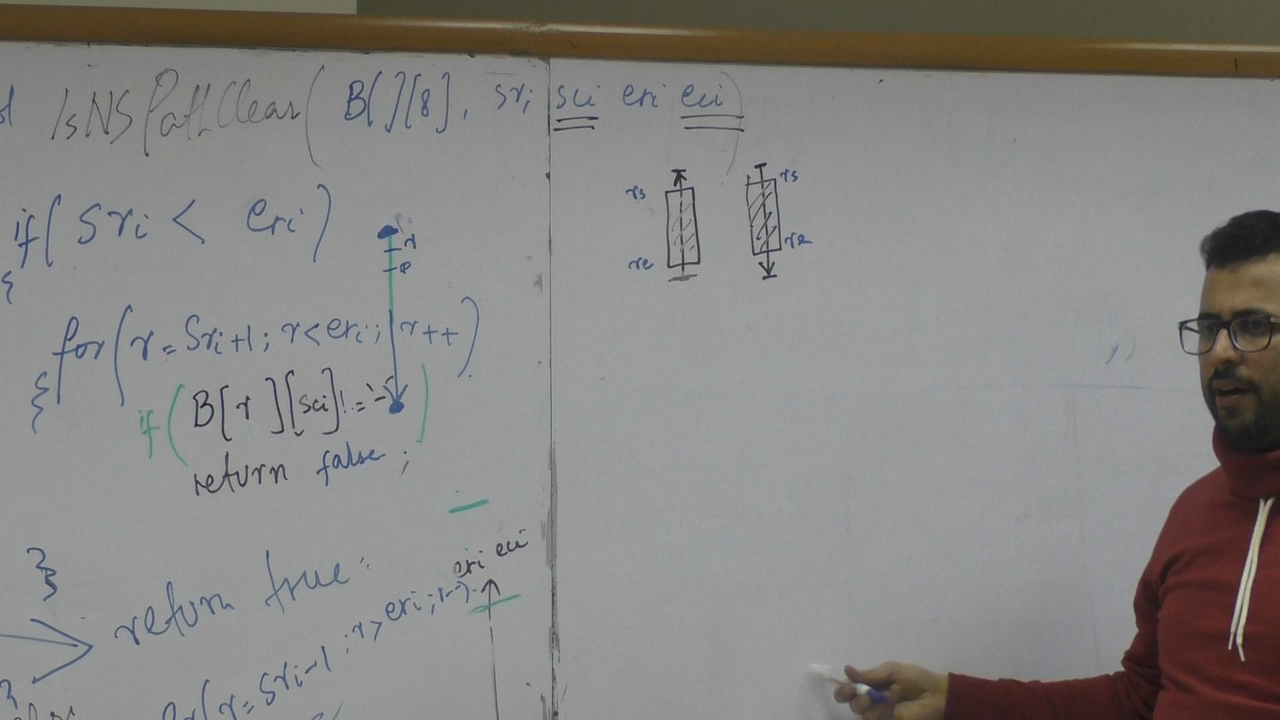 IsNSPathClear( B[][8], sri sci eri eci)
if( sri < eri )
{
rs
re
rs
re
r
e
for(r=sri+1; r<eri; r++)
{
if( B[r][sci]!='-' )
return false;
}
return true;
eri eci
for(r=sri-1; r>eri; r--)
}